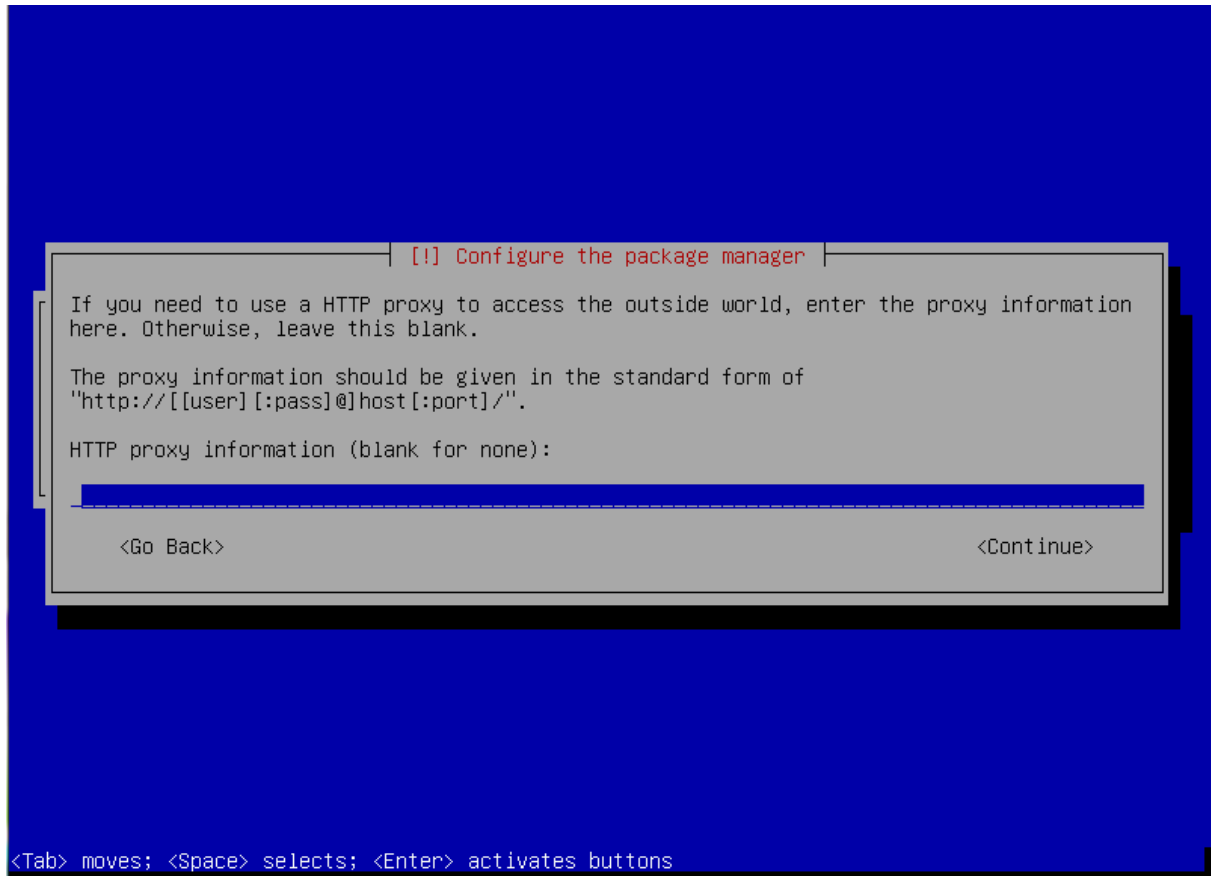 [!] Configure the package manager
If you need to use a HTTP proxy to access the outside world, enter the proxy information
here. Otherwise, leave this blank.
The proxy information should be given in the standard form of
"http://[[user][:pass]@]host[:port]/".
HTTP proxy information (blank for none):
<Go Back> <Continue>
<Tab> moves; <Space> selects; <Enter> activates buttons